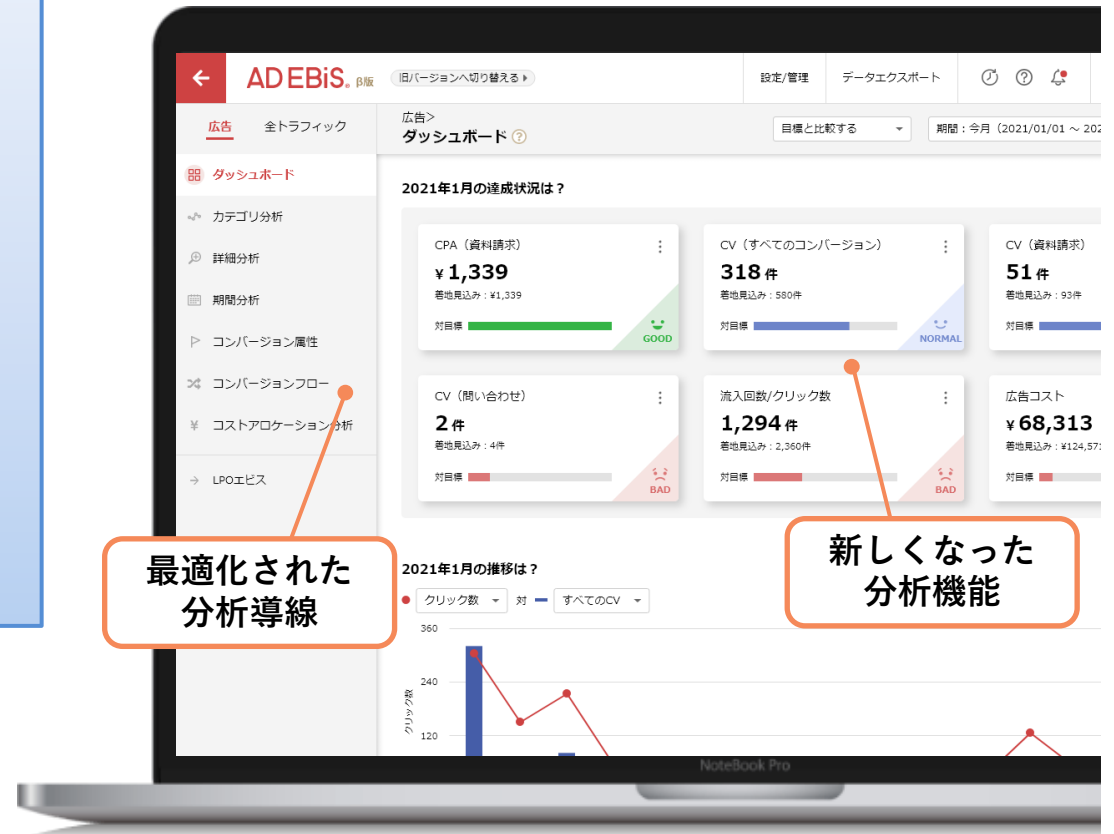 AD EBiS. β版
旧バージョンへ切り替える
設定/管理
データエクスポート
広告
全トラフィック
広告>
ダッシュボード
目標と比較する
期間：今月（2021/01/01 ～ 202
ダッシュボード
カテゴリ分析
詳細分析
期間分析
コンバージョン属性
コンバージョンフロー
コストアロケーション分析
LPOエビス
2021年1月の達成状況は？
CPA（資料請求）
¥ 1,339
着地見込み：¥1,339
対目標
GOOD
CV（すべてのコンバージョン）
318 件
着地見込み：580件
対目標
NORMAL
CV（資料請求）
51 件
着地見込み：93件
対目標
CV（問い合わせ）
2 件
着地見込み：4件
対目標
BAD
流入回数/クリック数
1,294 件
着地見込み：2,360件
対目標
BAD
広告コスト
¥ 68,313
着地見込み：¥124,571
対目標
最適化された
分析導線
新しくなった
分析機能
2021年1月の推移は？
クリック数
対
すべてのCV
360
240
120
クリック数
NoteBook Pro